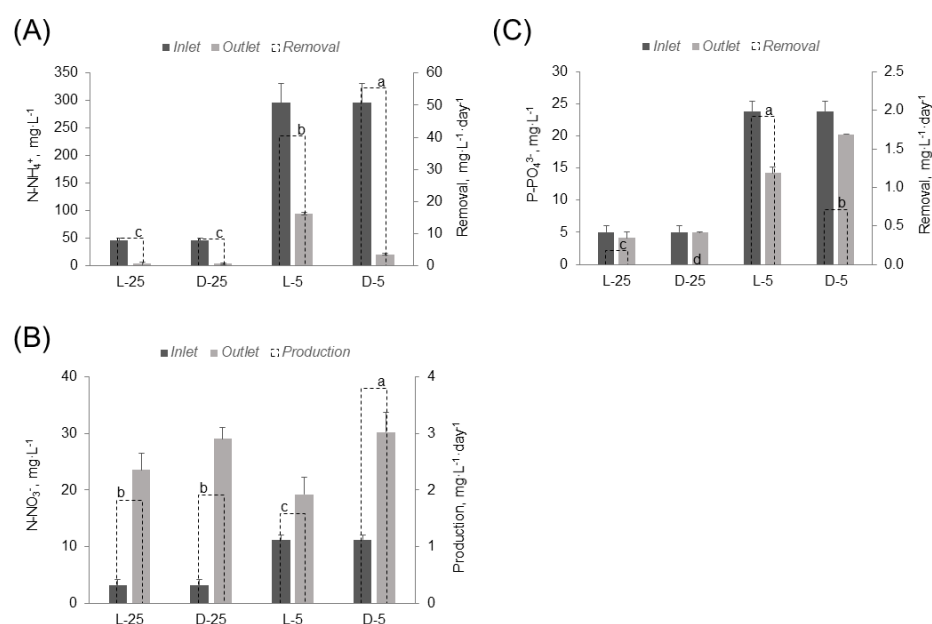 (A)
Inlet Outlet Removal
N-NH₄⁺, mg·L⁻¹
350
300
250
200
150
100
50
0
60
50
40
30
20
10
0
Removal, mg·L⁻¹·day⁻¹
c c b a
L-25 D-25 L-5 D-5
(C)
Inlet Outlet Removal
P-PO₄³⁻, mg·L⁻¹
30
25
20
15
10
5
0
2.5
2.0
1.5
1.0
0.5
0.0
Removal, mg·L⁻¹·day⁻¹
c d a b
L-25 D-25 L-5 D-5
(B)
Inlet Outlet Production
N-NO₃⁻, mg·L⁻¹
40
30
20
10
0
4
3
2
1
0
Production, mg·L⁻¹·day⁻¹
b b c a
L-25 D-25 L-5 D-5